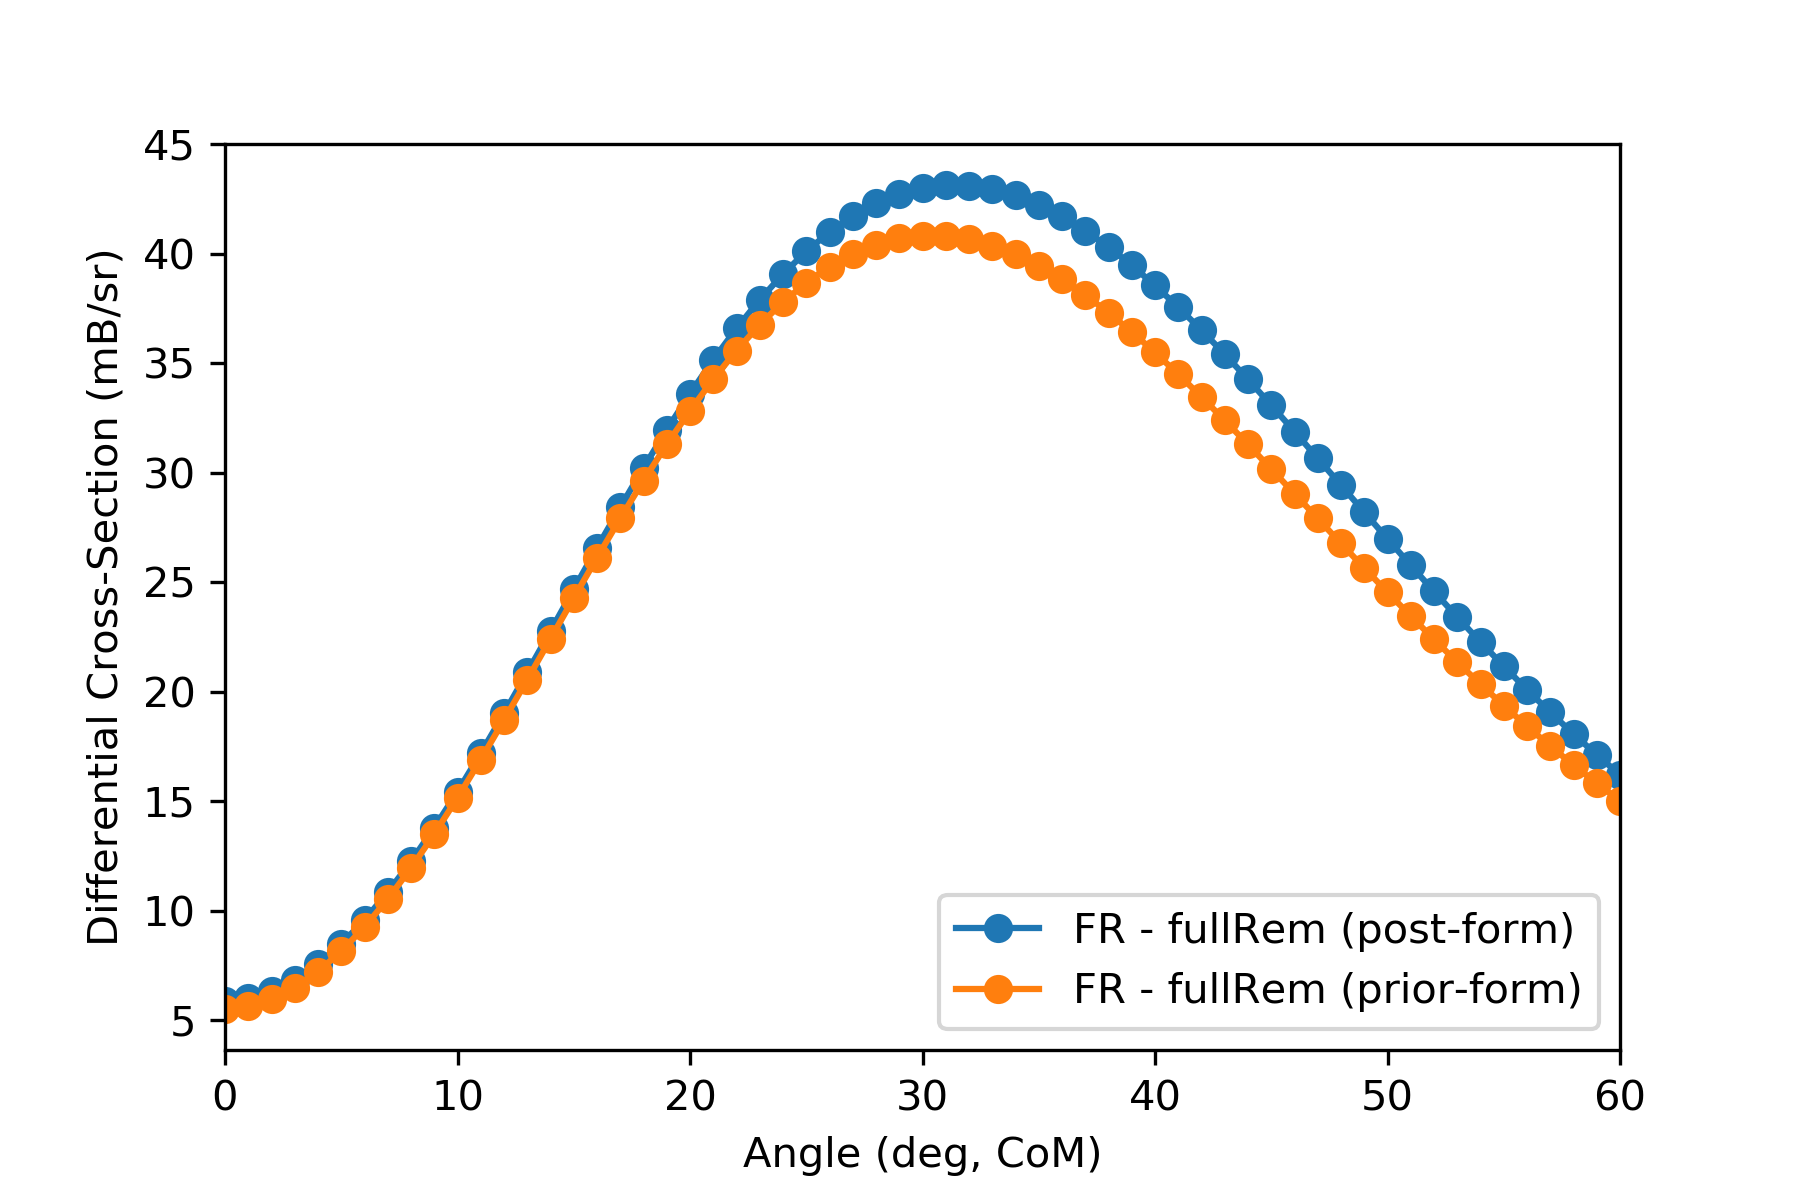 45
40
35
30
25
20
15
10
5
Differential Cross-Section (mB/sr)
FR - fullRem (post-form)
FR - fullRem (prior-form)
0 10 20 30 40 50 60
Angle (deg, CoM)